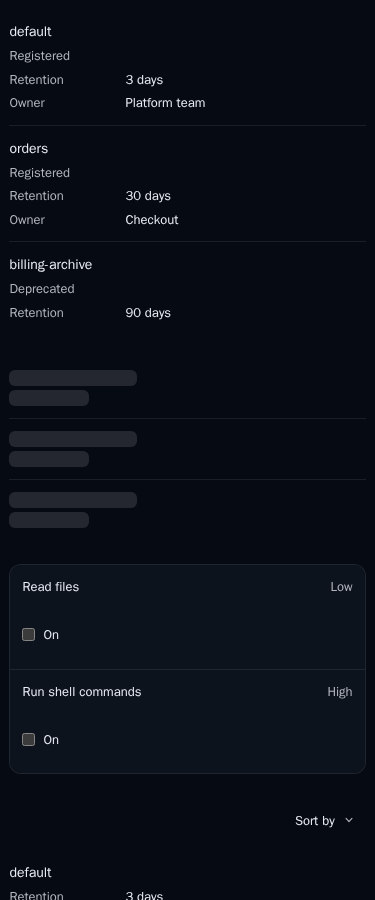 default
Registered
Retention 3 days
Owner Platform team
orders
Registered
Retention 30 days
Owner Checkout
billing-archive
Deprecated
Retention 90 days
Read files Low
On
Run shell commands High
On
Sort by
default
Retention 3 days